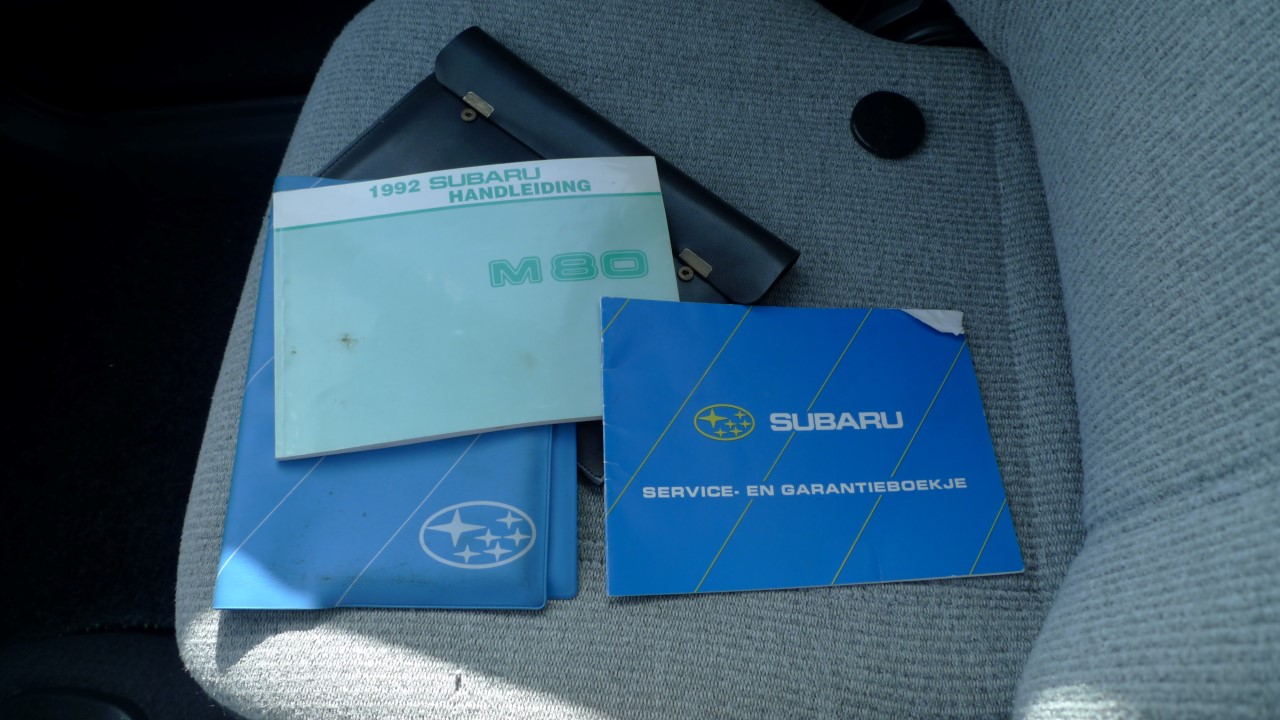 1992 SUBARU
HANDLEIDING
M80
SUBARU
SERVICE- EN GARANTIEBOEKJE